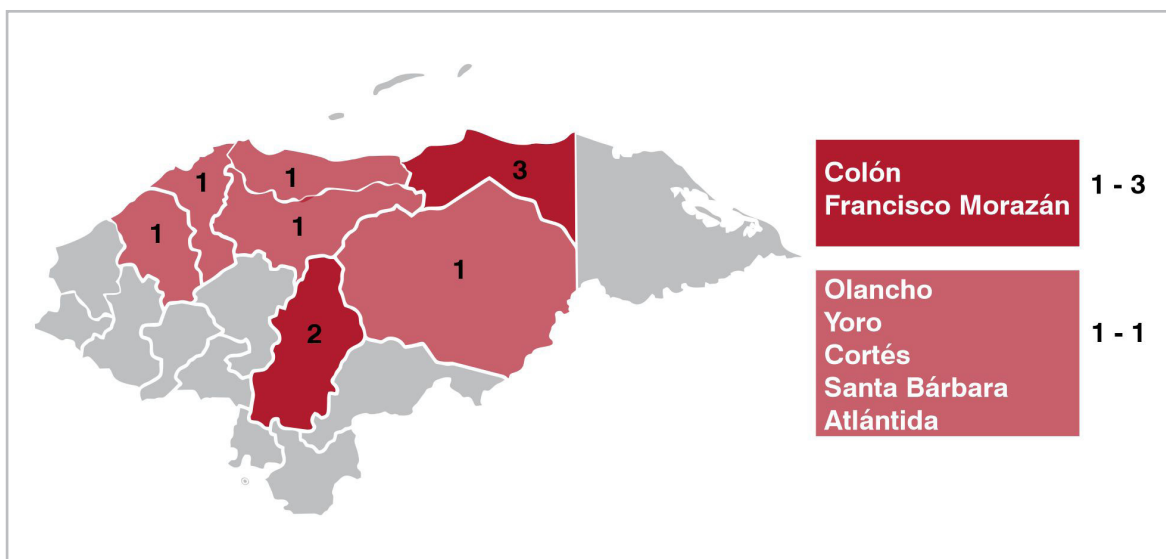 3
1
1
1
1
1
2
Colón
Francisco Morazán
1 - 3
Olancho
Yoro
Cortés
Santa Bárbara
Atlántida
1 - 1